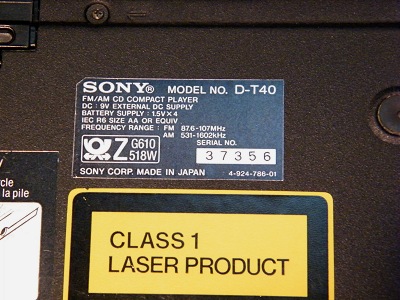 SONY® MODEL NO. D-T40
FM/AM CD COMPACT PLAYER
DC : 9V EXTERNAL DC SUPPLY
BATTERY SUPPLY : 1.5V × 4
IEC R6 SIZE AA OR EQUIV
FREQUENCY RANGE : FM 87.6-107MHz
AM 531-1602kHz
Z G610 518W
SERIAL NO.
37356
SONY CORP. MADE IN JAPAN 4-924-786-01
cycle
la pile
CLASS 1
LASER PRODUCT